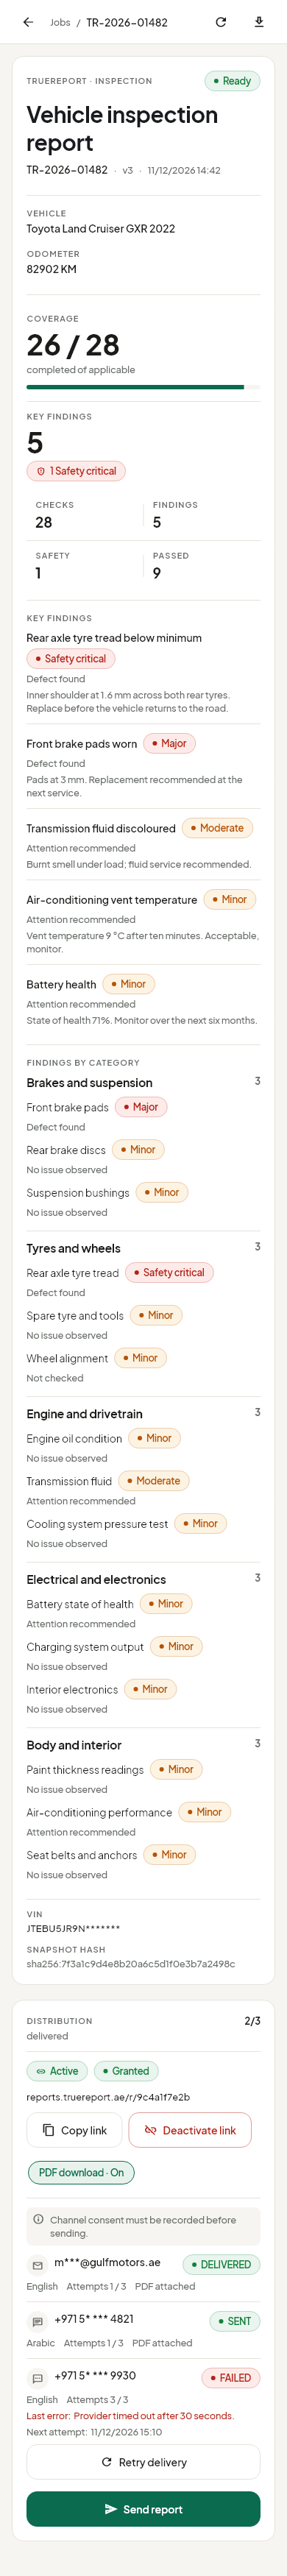 Jobs / TR-2026-01482
TRUEREPORT · INSPECTION
Ready
Vehicle inspection
report
TR-2026-01482 · v3 · 11/12/2026 14:42
VEHICLE
Toyota Land Cruiser GXR 2022
ODOMETER
82902 KM
COVERAGE
26 / 28
completed of applicable
KEY FINDINGS
5
1 Safety critical
CHECKS
FINDINGS
28
5
SAFETY
PASSED
1
9
KEY FINDINGS
Rear axle tyre tread below minimum
Safety critical
Defect found
Inner shoulder at 1.6 mm across both rear tyres.
Replace before the vehicle returns to the road.
Front brake pads worn
Major
Defect found
Pads at 3 mm. Replacement recommended at the
next service.
Transmission fluid discoloured
Moderate
Attention recommended
Burnt smell under load; fluid service recommended.
Air-conditioning vent temperature
Minor
Attention recommended
Vent temperature 9 °C after ten minutes. Acceptable,
monitor.
Battery health
Minor
Attention recommended
State of health 71%. Monitor over the next six months.
FINDINGS BY CATEGORY
Brakes and suspension
3
Front brake pads
Major
Defect found
Rear brake discs
Minor
No issue observed
Suspension bushings
Minor
No issue observed
Tyres and wheels
3
Rear axle tyre tread
Safety critical
Defect found
Spare tyre and tools
Minor
No issue observed
Wheel alignment
Minor
Not checked
Engine and drivetrain
3
Engine oil condition
Minor
No issue observed
Transmission fluid
Moderate
Attention recommended
Cooling system pressure test
Minor
No issue observed
Electrical and electronics
3
Battery state of health
Minor
Attention recommended
Charging system output
Minor
No issue observed
Interior electronics
Minor
No issue observed
Body and interior
3
Paint thickness readings
Minor
No issue observed
Air-conditioning performance
Minor
Attention recommended
Seat belts and anchors
Minor
No issue observed
VIN
JTEBU5JR9N*******
SNAPSHOT HASH
sha256:7f3a1c9d4e8b20a6c5d1f0e3b7a2498c
DISTRIBUTION
2/3
delivered
Active
Granted
reports.truereport.ae/r/9c4a1f7e2b
Copy link
Deactivate link
PDF download · On
Channel consent must be recorded before
sending.
m***@gulfmotors.ae
DELIVERED
English Attempts 1 / 3 PDF attached
+971 5* *** 4821
SENT
Arabic Attempts 1 / 3 PDF attached
+971 5* *** 9930
FAILED
English Attempts 3 / 3
Last error: Provider timed out after 30 seconds.
Next attempt: 11/12/2026 15:10
Retry delivery
Send report